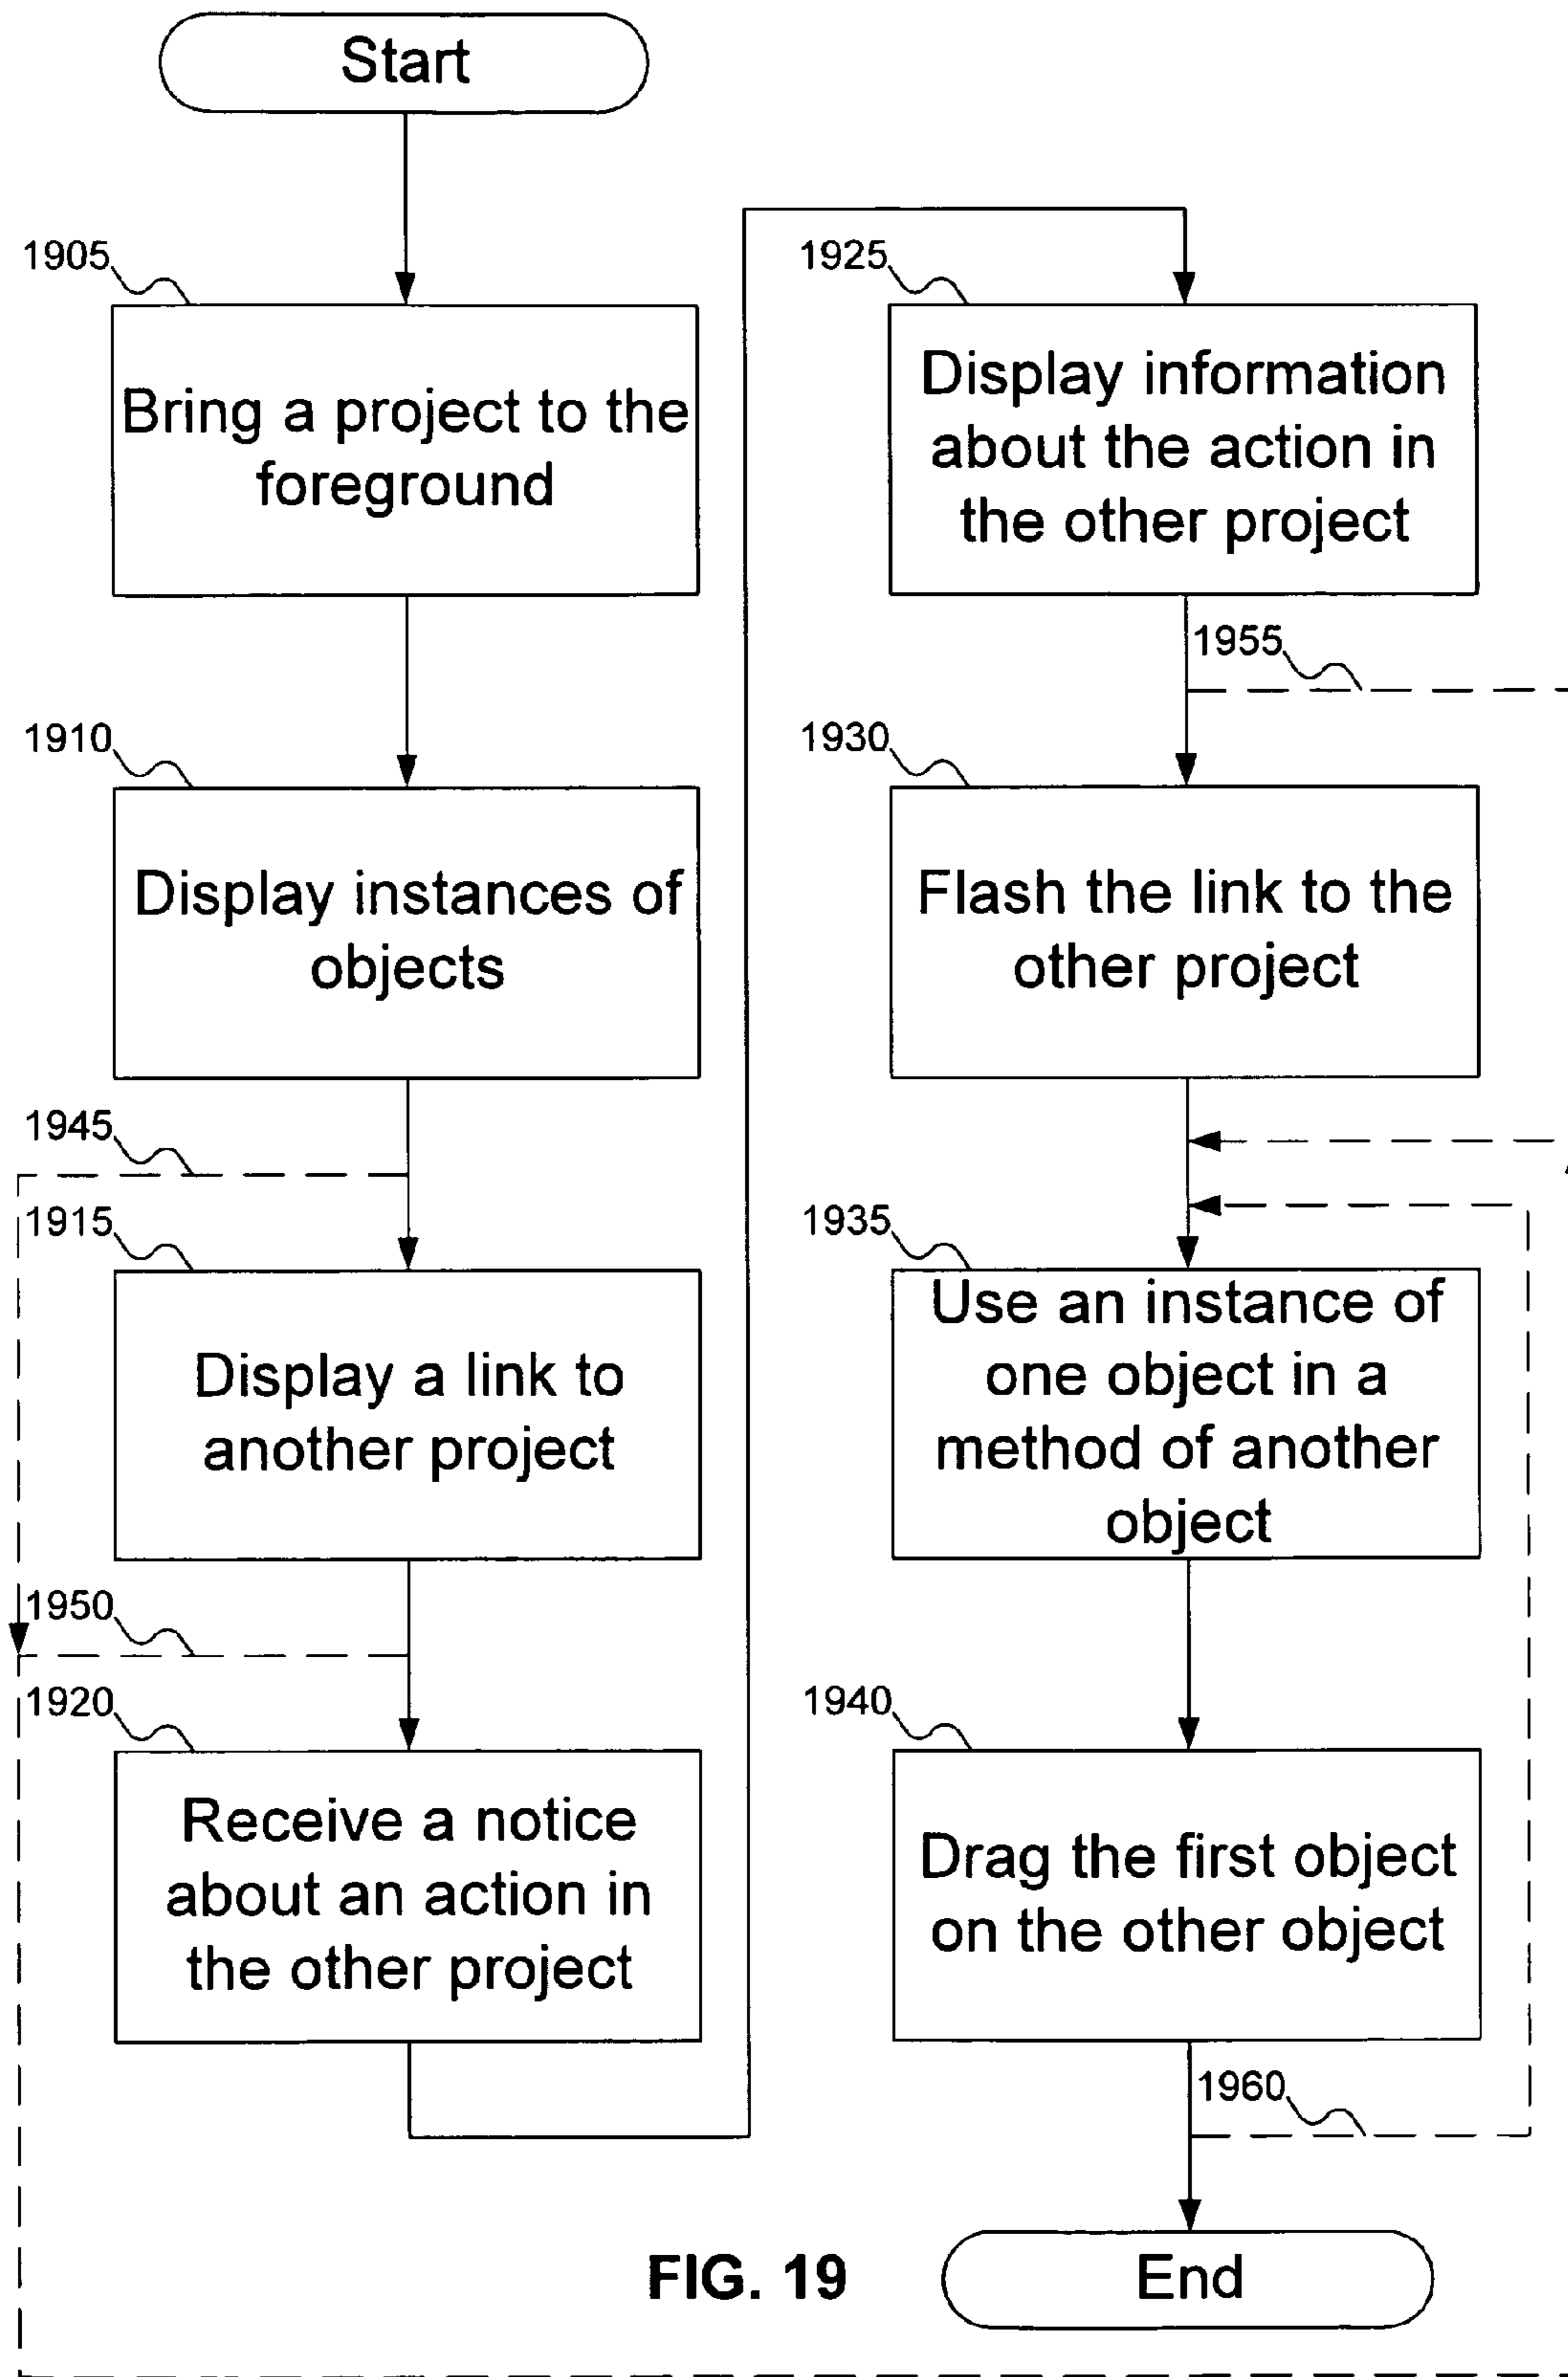 Start
1905
Bring a project to the
foreground
1910
Display instances of
objects
1945
1915
Display a link to
another project
1950
1920
Receive a notice
about an action in
the other project
1925
Display information
about the action in
the other project
1955
1930
Flash the link to the
other project
1935
Use an instance of
one object in a
method of another
object
1940
Drag the first object
on the other object
1960
End
FIG. 19